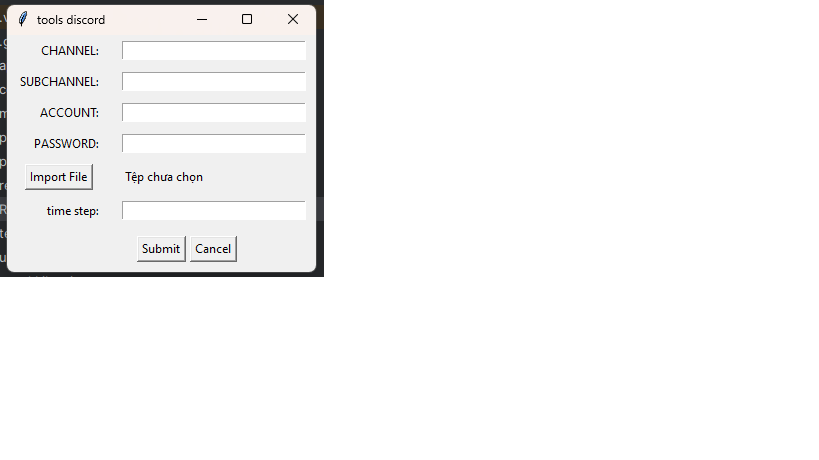 tools discord
CHANNEL:
SUBCHANNEL:
ACCOUNT:
PASSWORD:
Import File Tệp chưa chọn
time step:
Submit Cancel